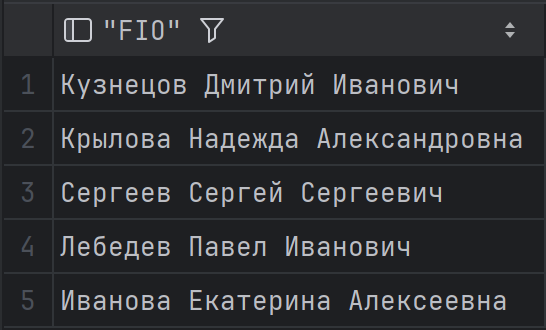 "FIO"
1 Кузнецов Дмитрий Иванович
2 Крылова Надежда Александровна
3 Сергеев Сергей Сергеевич
4 Лебедев Павел Иванович
5 Иванова Екатерина Алексеевна